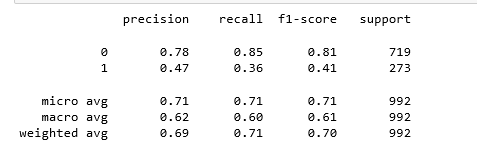 precision recall f1-score support
0 0.78 0.85 0.81 719
1 0.47 0.36 0.41 273
micro avg 0.71 0.71 0.71 992
macro avg 0.62 0.60 0.61 992
weighted avg 0.69 0.71 0.70 992